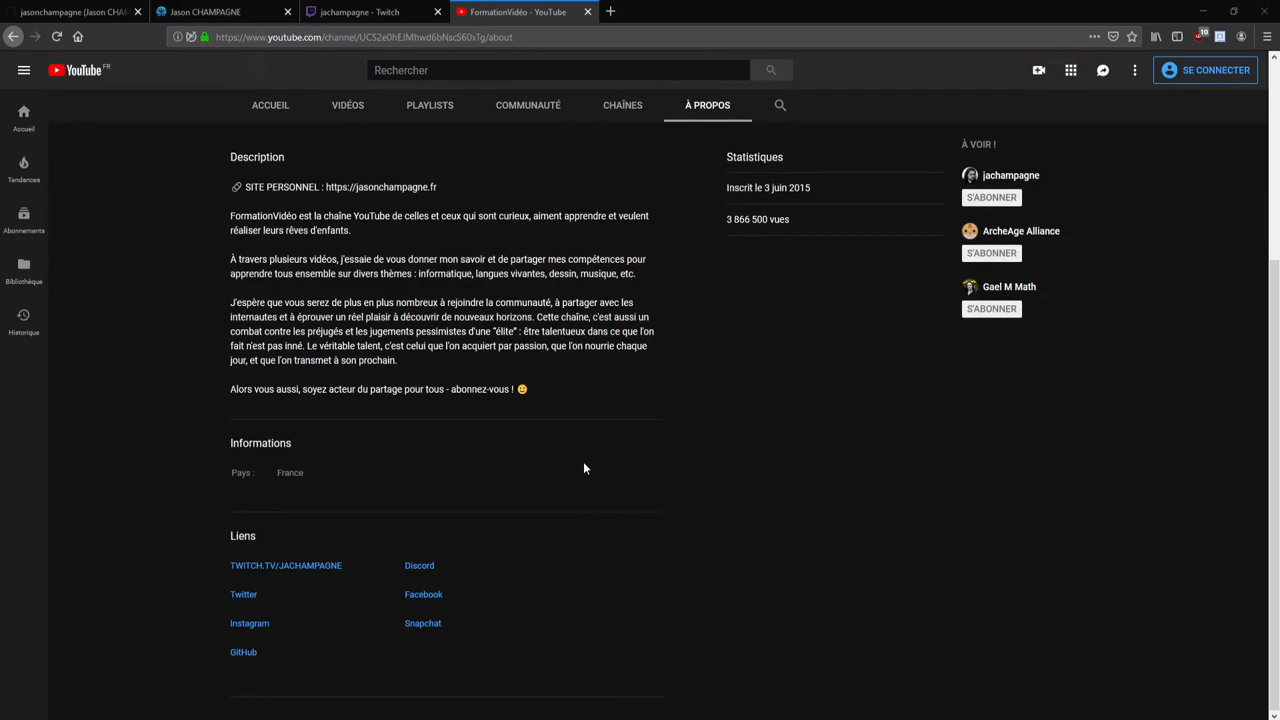 jasonchampagne (Jason CHAM
Jason CHAMPAGNE
jachampagne - Twitch
FormationVidéo - YouTube
https://www.youtube.com/channel/UCS2e0hEJMhwd6bNscS60xTg/about
10
YouTube FR
Rechercher
SE CONNECTER
ACCUEIL
VIDÉOS
PLAYLISTS
COMMUNAUTÉ
CHAÎNES
À PROPOS
Accueil
Tendances
Abonnements
Bibliothèque
Historique
Description
SITE PERSONNEL : https://jasonchampagne.fr
FormationVidéo est la chaîne YouTube de celles et ceux qui sont curieux, aiment apprendre et veulent
réaliser leurs rêves d'enfants.
À travers plusieurs vidéos, j'essaie de vous donner mon savoir et de partager mes compétences pour
apprendre tous ensemble sur divers thèmes : informatique, langues vivantes, dessin, musique, etc.
J'espère que vous serez de plus en plus nombreux à rejoindre la communauté, à partager avec les
internautes et à éprouver un réel plaisir à découvrir de nouveaux horizons. Cette chaîne, c'est aussi un
combat contre les préjugés et les jugements pessimistes d'une "élite" : être talentueux dans ce que l'on
fait n'est pas inné. Le véritable talent, c'est celui que l'on acquiert par passion, que l'on nourrie chaque
jour, et que l'on transmet à son prochain.
Alors vous aussi, soyez acteur du partage pour tous - abonnez-vous ! 🙂
Informations
Pays : France
Liens
TWITCH.TV/JACHAMPAGNE
Discord
Twitter
Facebook
Instagram
Snapchat
GitHub
Statistiques
Inscrit le 3 juin 2015
3 866 500 vues
À VOIR !
jachampagne
S'ABONNER
ArcheAge Alliance
S'ABONNER
Gael M Math
S'ABONNER